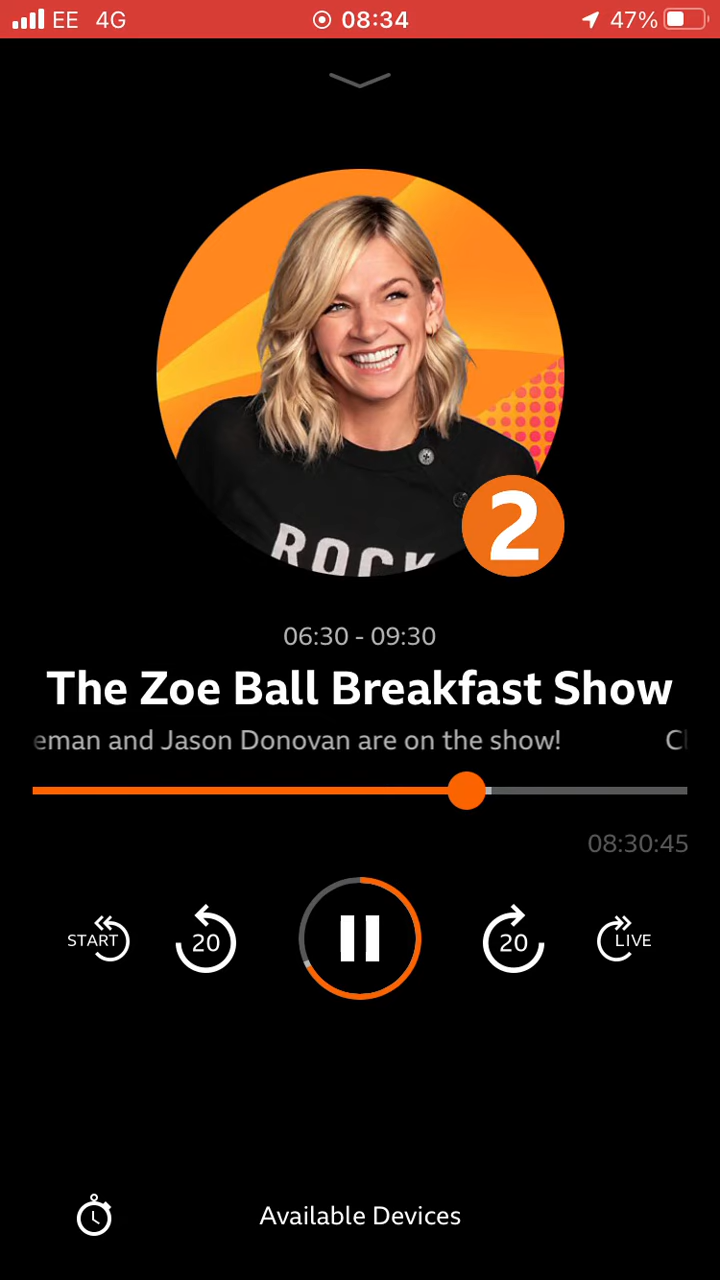 EE 4G 08:34 47%
ROCK
2
06:30 - 09:30
The Zoe Ball Breakfast Show
eman and Jason Donovan are on the show! Cl
08:30:45
START 20 20 LIVE
Available Devices